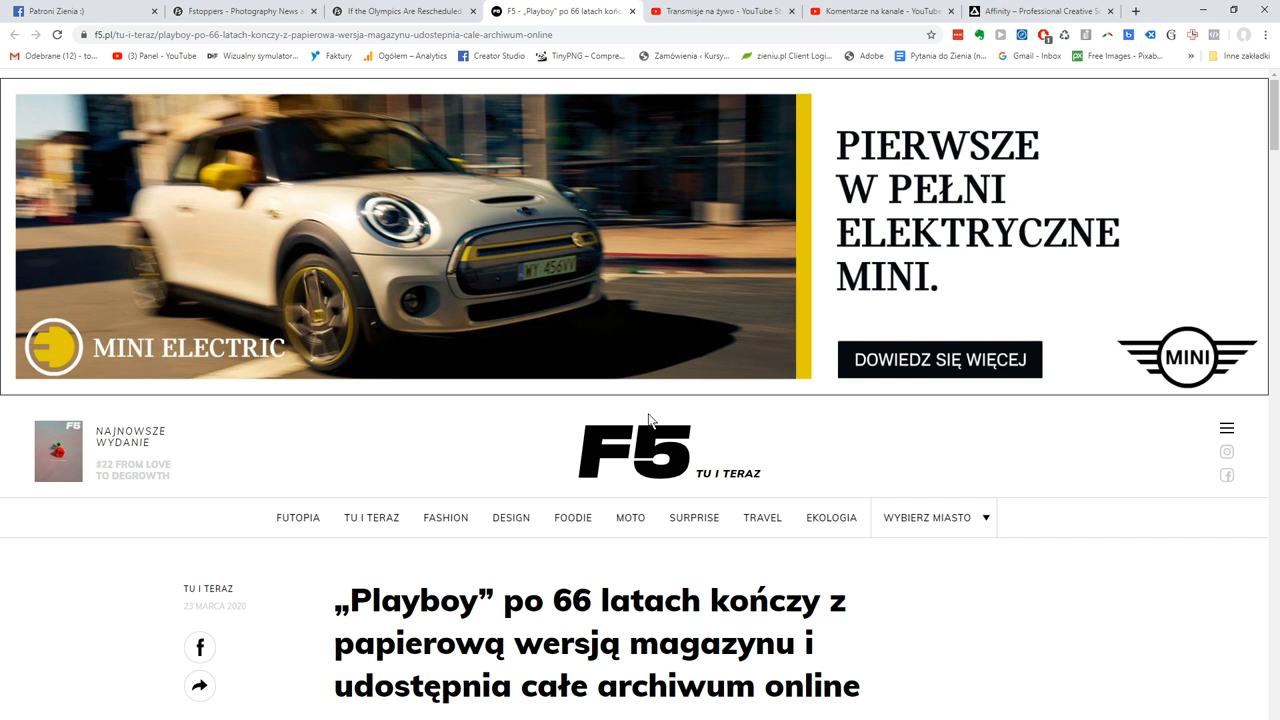 Patroni Zienia :)
Fstoppers - Photography News a
If the Olympics Are Rescheduled,
F5 - „Playboy” po 66 latach kończ
Transmisje na żywo - YouTube St
Komentarze na kanale - YouTube
Affinity – Professional Creative So
f5.pl/tu-i-teraz/playboy-po-66-latach-konczy-z-papierowa-wersja-magazynu-udostepnia-cale-archiwum-online
Odebrane (12) - to...
(3) Panel - YouTube
Wizualny symulator...
Faktury
Ogółem – Analytics
Creator Studio
TinyPNG – Compre...
Zamówienia ‹ Kursy...
zieniu.pl Client Logi...
Adobe
Pytania do Zienia (n...
Gmail - Inbox
Free Images - Pixab...
»
Inne zakładki
PIERWSZE
W PEŁNI
ELEKTRYCZNE
MINI.
WY 456VV
MINI ELECTRIC
DOWIEDZ SIĘ WIĘCEJ
MINI
F5
NAJNOWSZE
WYDANIE
#22 FROM LOVE
TO DEGROWTH
F5 TU I TERAZ
FUTOPIA TU I TERAZ FASHION DESIGN FOODIE MOTO SURPRISE TRAVEL EKOLOGIA WYBIERZ MIASTO
TU I TERAZ
23 MARCA 2020
„Playboy” po 66 latach kończy z
papierową wersją magazynu i
udostępnia całe archiwum online